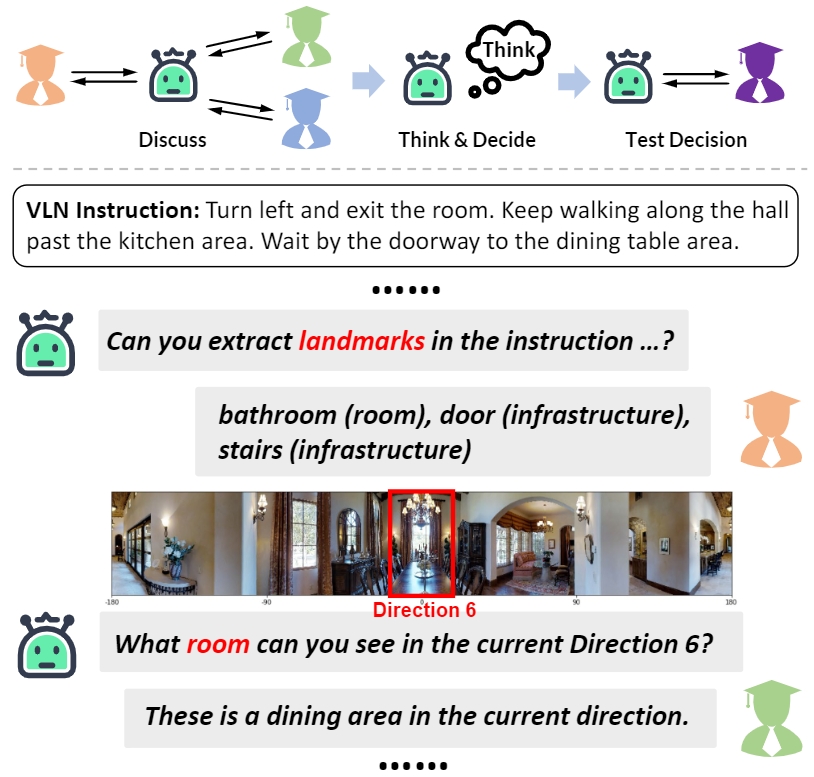 Think
Discuss
Think & Decide
Test Decision
VLN Instruction: Turn left and exit the room. Keep walking along the hall
past the kitchen area. Wait by the doorway to the dining table area.
......
Can you extract landmarks in the instruction ...?
bathroom (room), door (infrastructure),
stairs (infrastructure)
-180
-90
0
90
180
Direction 6
What room can you see in the current Direction 6?
These is a dining area in the current direction.
......